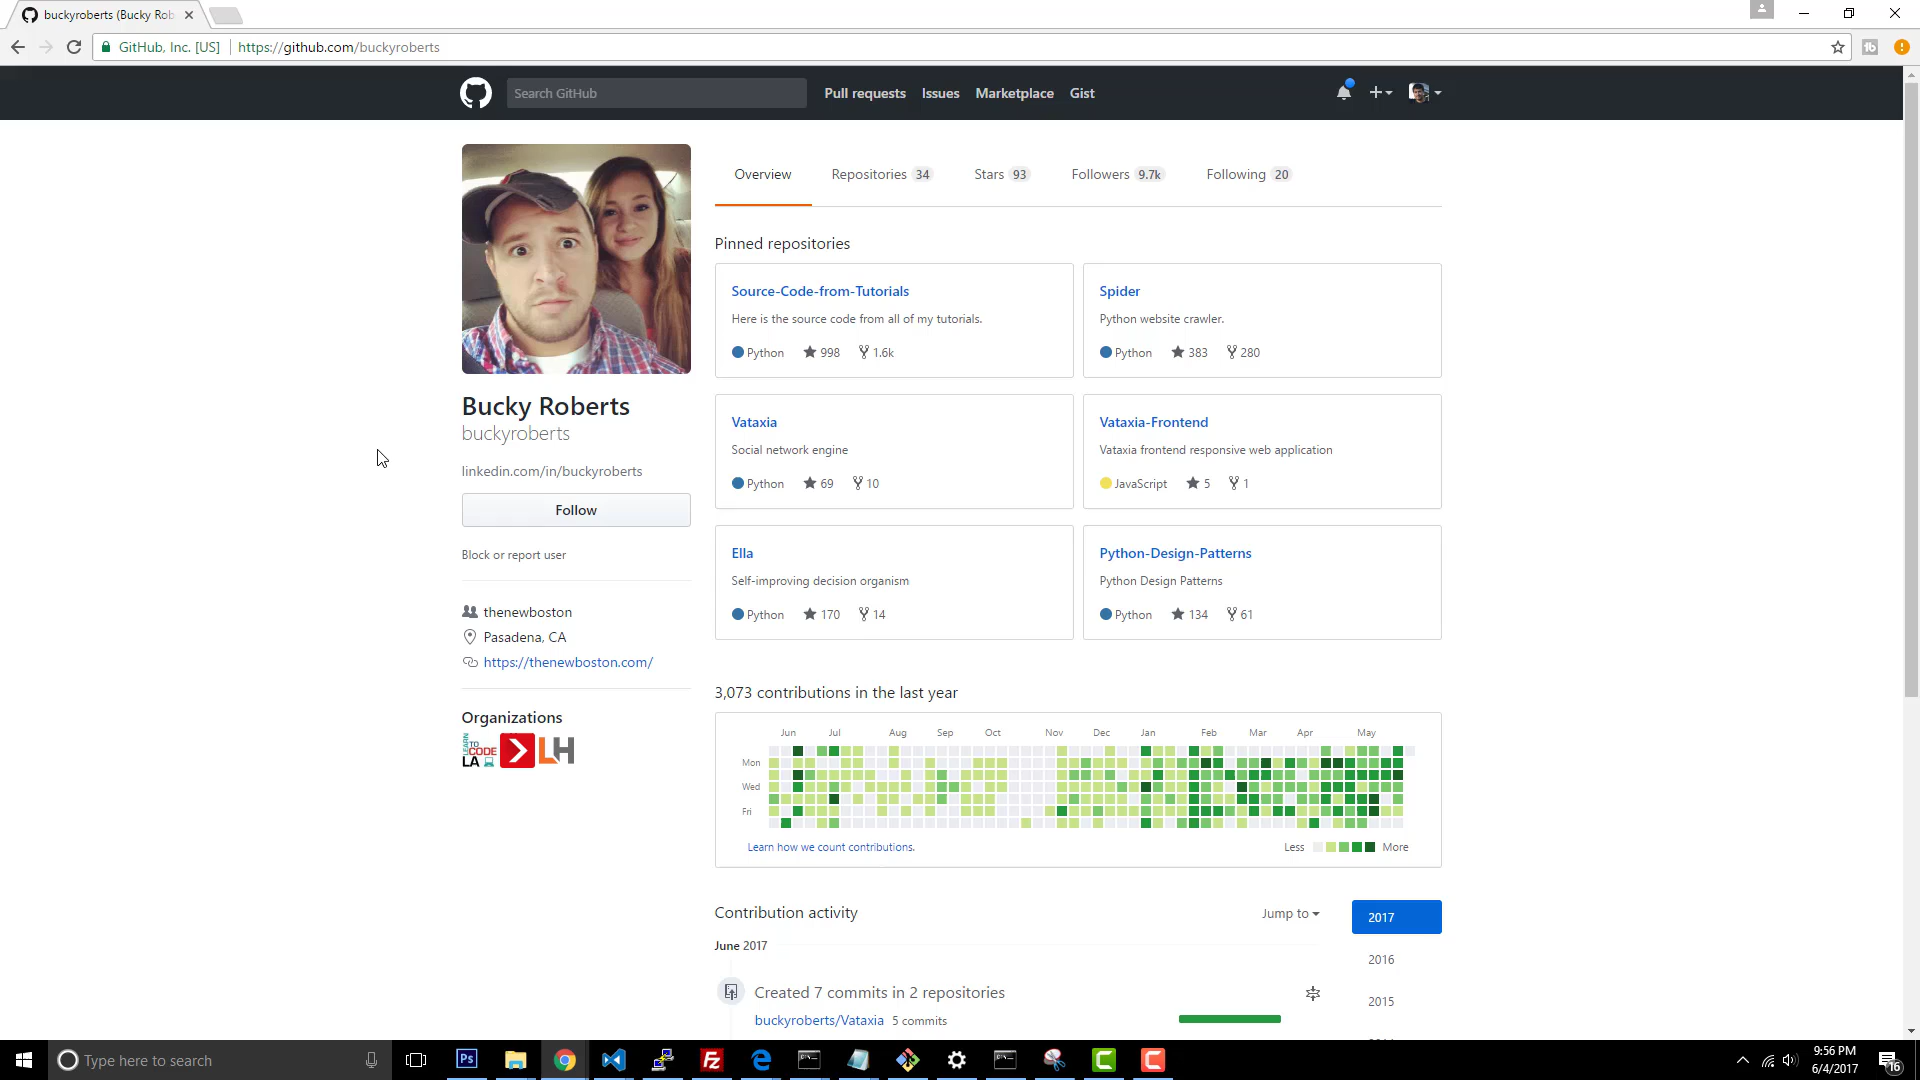 buckyroberts (Bucky Rob
GitHub, Inc. [US]
https://github.com/buckyroberts
Search GitHub
Pull requests
Issues
Marketplace
Gist
Overview
Repositories 34
Stars 93
Followers 9.7k
Following 20
Pinned repositories
Source-Code-from-Tutorials
Here is the source code from all of my tutorials.
Python 998 1.6k
Spider
Python website crawler.
Python 383 280
Vataxia
Social network engine
Python 69 10
Vataxia-Frontend
Vataxia frontend responsive web application
JavaScript 5 1
Ella
Self-improving decision organism
Python 170 14
Python-Design-Patterns
Python Design Patterns
Python 134 61
Bucky Roberts
buckyroberts
linkedin.com/in/buckyroberts
Follow
Block or report user
thenewboston
Pasadena, CA
https://thenewboston.com/
Organizations
LEARN
TO
CODE
LA
LH
3,073 contributions in the last year
Jun Jul Aug Sep Oct Nov Dec Jan Feb Mar Apr May
Mon
Wed
Fri
Learn how we count contributions.
Less More
Contribution activity
Jump to
2017
2016
2015
June 2017
Created 7 commits in 2 repositories
buckyroberts/Vataxia 5 commits
Type here to search
Ps
Fz
9:56 PM
6/4/2017
16